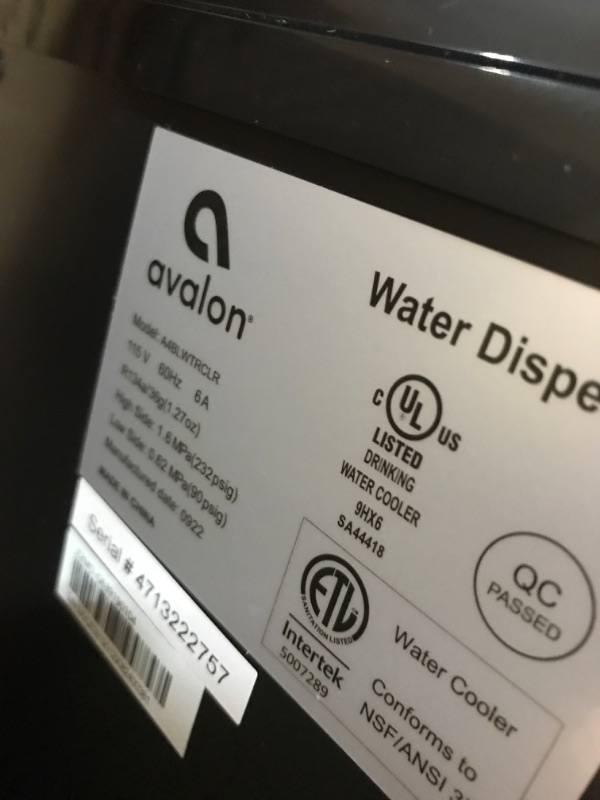 avalon®
Model: A4BLWTRCLR
115 V 60Hz 6A
R134a/36g(1.27oz)
High Side: 1.6 MPa(232psig)
Low Side: 0.62 MPa(90psig)
Manufactured date: 0922
MADE IN CHINA
Serial # 4713222757
Water Dispe
C UL US
LISTED
DRINKING
WATER COOLER
9HX6
SA44418
QC
PASSED
ETL
SANITATION LISTED
Intertek
5007289
Water Cooler
Conforms to
NSF/ANSI